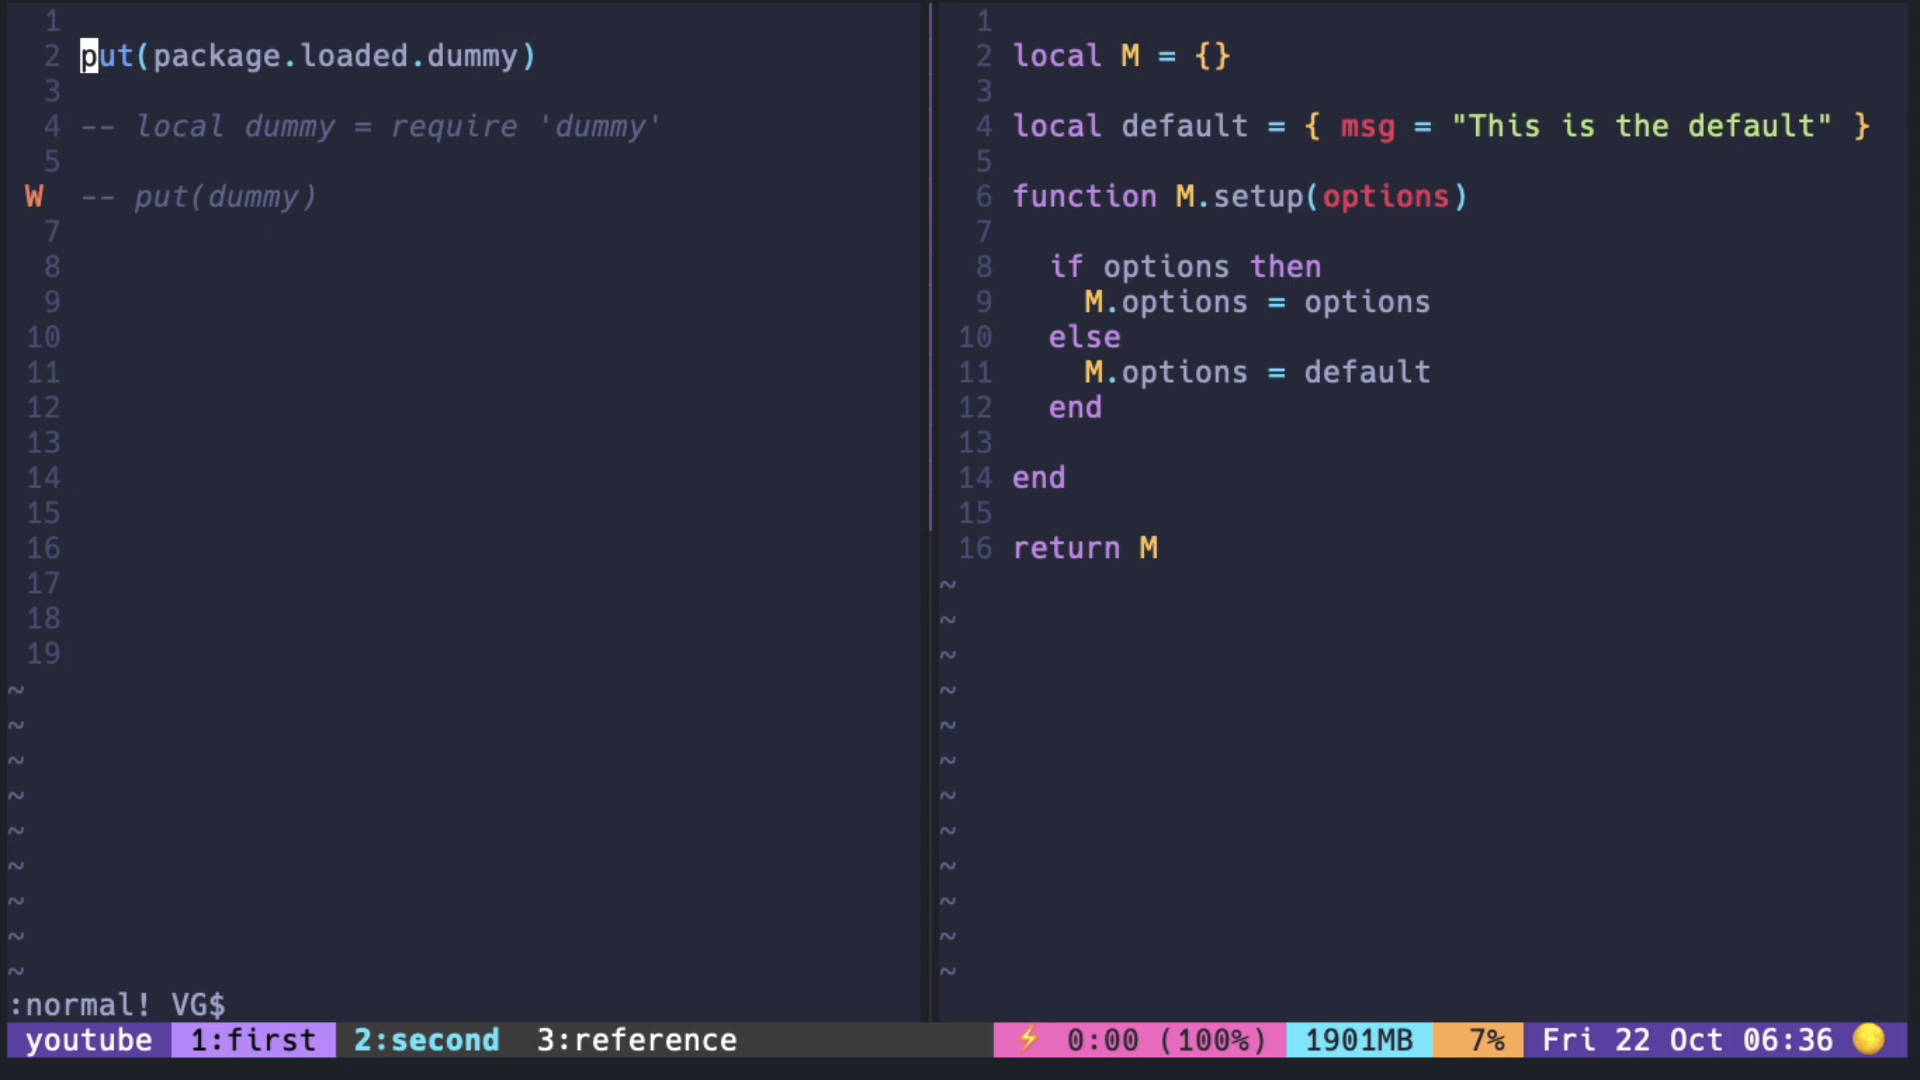 1
2 put(package.loaded.dummy)
3
4 -- local dummy = require 'dummy'
5
W -- put(dummy)
7
8
9
10
11
12
13
14
15
16
17
18
19
~
~
~
~
~
~
~
~
~
:normal! VG$
1
2 local M = {}
3
4 local default = { msg = "This is the default" }
5
6 function M.setup(options)
7
8   if options then
9     M.options = options
10   else
11     M.options = default
12   end
13
14 end
15
16 return M
~
~
~
~
~
~
~
~
~
~
~
~
youtube 1:first 2:second 3:reference ⚡ 0:00 (100%) 1901MB 7% Fri 22 Oct 06:36 🌕